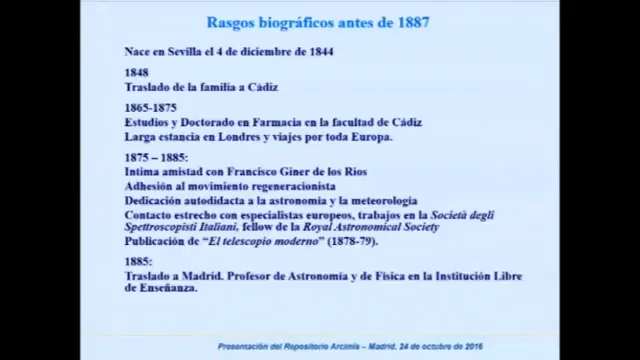 Rasgos biográficos antes de 1887
Nace en Sevilla el 4 de diciembre de 1844
1848
Traslado de la familia a Cádiz
1865-1875
Estudios y Doctorado en Farmacia en la facultad de Cádiz
Larga estancia en Londres y viajes por toda Europa.
1875 – 1885:
Intima amistad con Francisco Giner de los Ríos
Adhesión al movimiento regeneracionista
Dedicación autodidacta a la astronomía y la meteorología
Contacto estrecho con especialistas europeos, trabajos en la Società degli
Spettroscopisti Italiani, fellow de la Royal Astronomical Society
Publicación de “El telescopio moderno” (1878-79).
1885:
Traslado a Madrid. Profesor de Astronomía y de Física en la Institución Libre
de Enseñanza.
Presentación del Repositorio Arcimis – Madrid, 24 de octubre de 2016